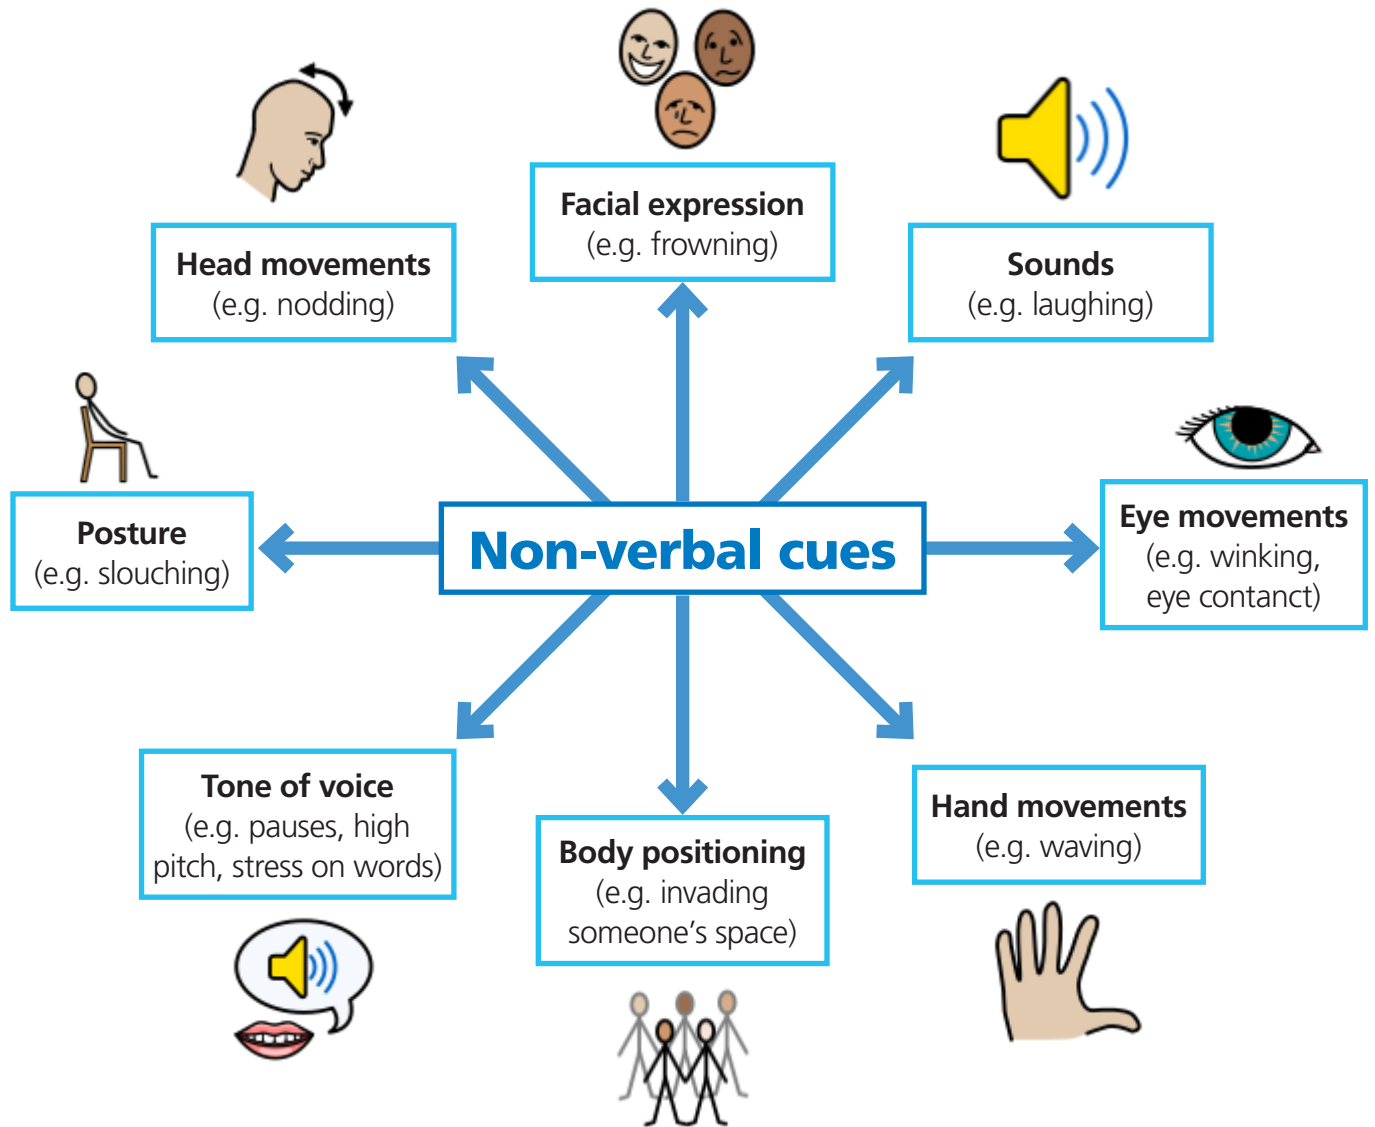 Facial expression
(e.g. frowning)
Head movements
(e.g. nodding)
Sounds
(e.g. laughing)
Posture
(e.g. slouching)
Non-verbal cues
Eye movements
(e.g. winking,
eye contanct)
Tone of voice
(e.g. pauses, high
pitch, stress on words)
Body positioning
(e.g. invading
someone’s space)
Hand movements
(e.g. waving)